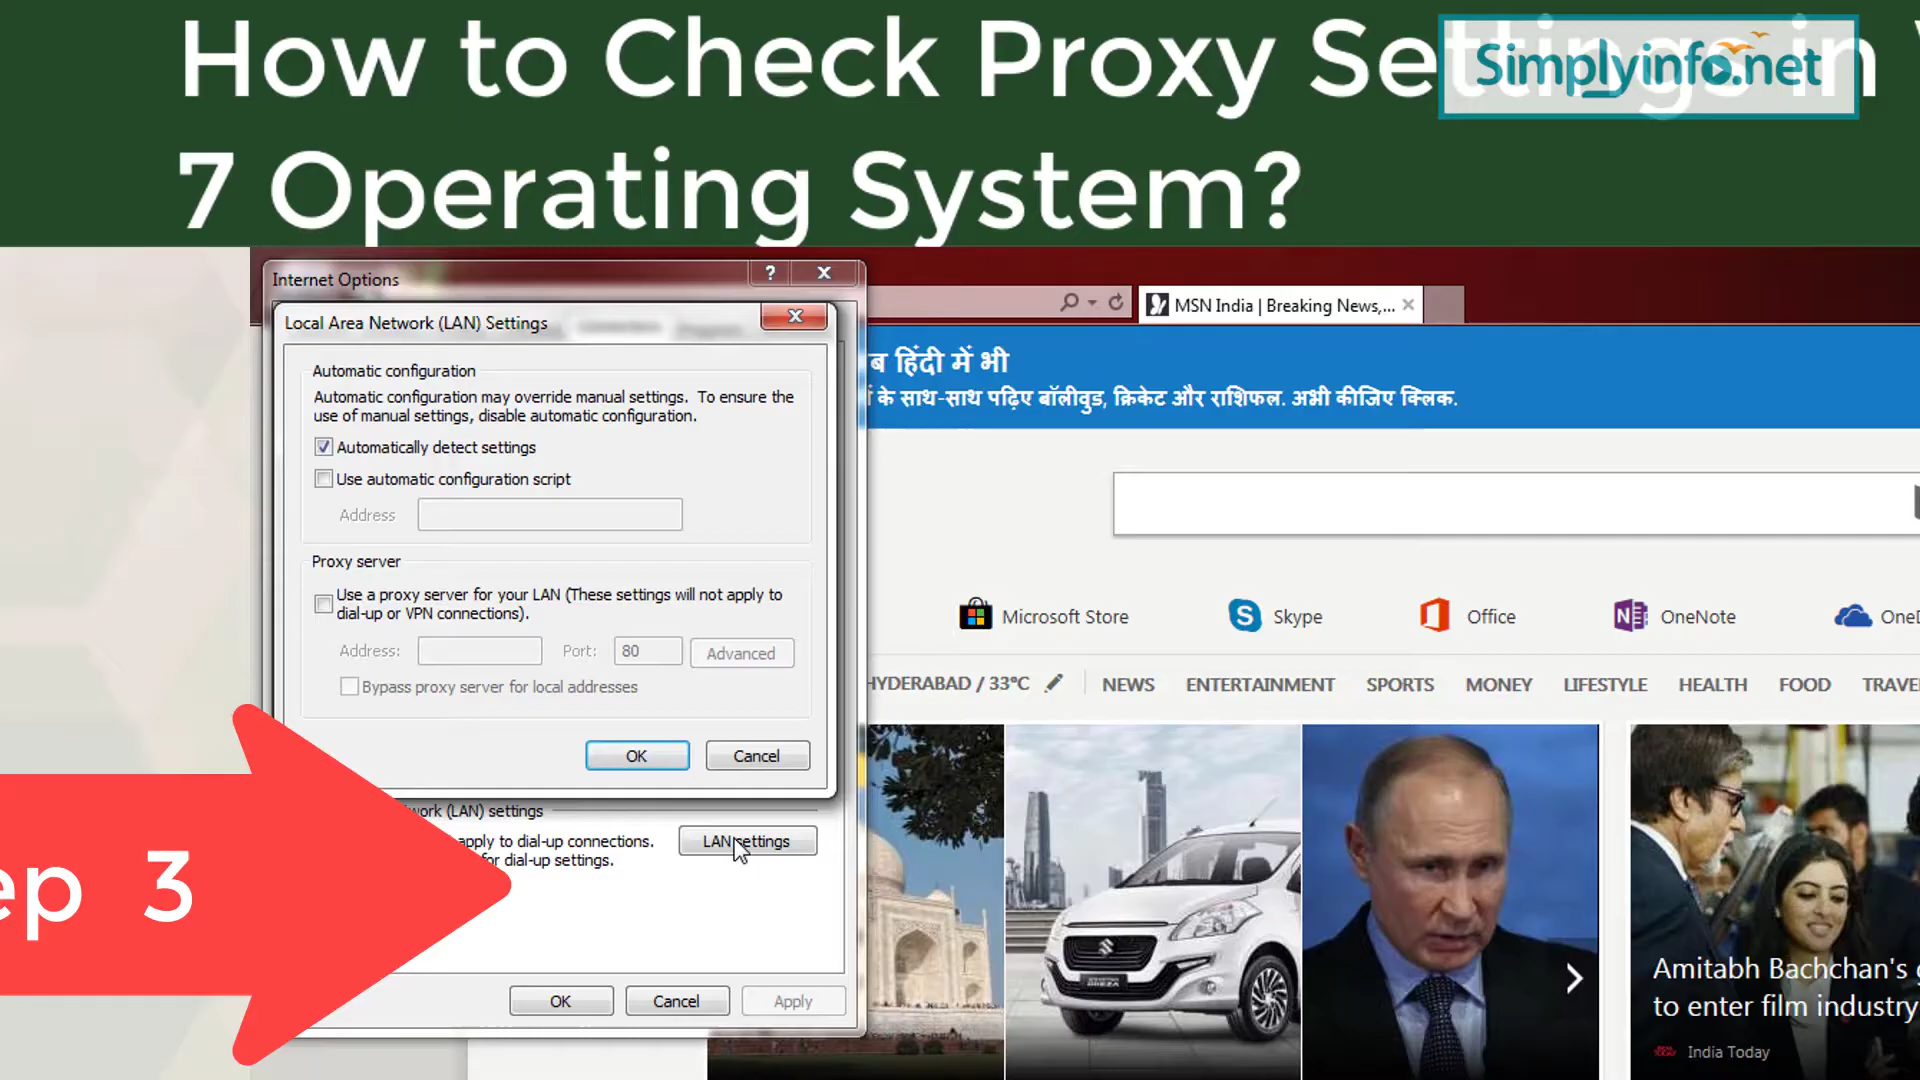 How to Check Proxy Settings in
7 Operating System?
Simplyinfo.net
Internet Options
?
Local Area Network (LAN) Settings
MSN India | Breaking News,...
Automatic configuration
Automatic configuration may override manual settings. To ensure the
use of manual settings, disable automatic configuration.
Automatically detect settings
Use automatic configuration script
Address
Proxy server
Use a proxy server for your LAN (These settings will not apply to
dial-up or VPN connections).
Address:
Port: 80
Advanced
Bypass proxy server for local addresses
OK
Cancel
(LAN) settings
apply to dial-up connections.
for dial-up settings.
LAN settings
OK
Cancel
Apply
3
ब हिंदी में भी
के साथ-साथ पढ़िए बॉलीवुड, क्रिकेट और राशिफल. अभी कीजिए क्लिक.
Microsoft Store
Skype
Office
OneNote
HYDERABAD / 33°C
NEWS
ENTERTAINMENT
SPORTS
MONEY
LIFESTYLE
HEALTH
FOOD
Amitabh Bachchan's
to enter film industry
India Today